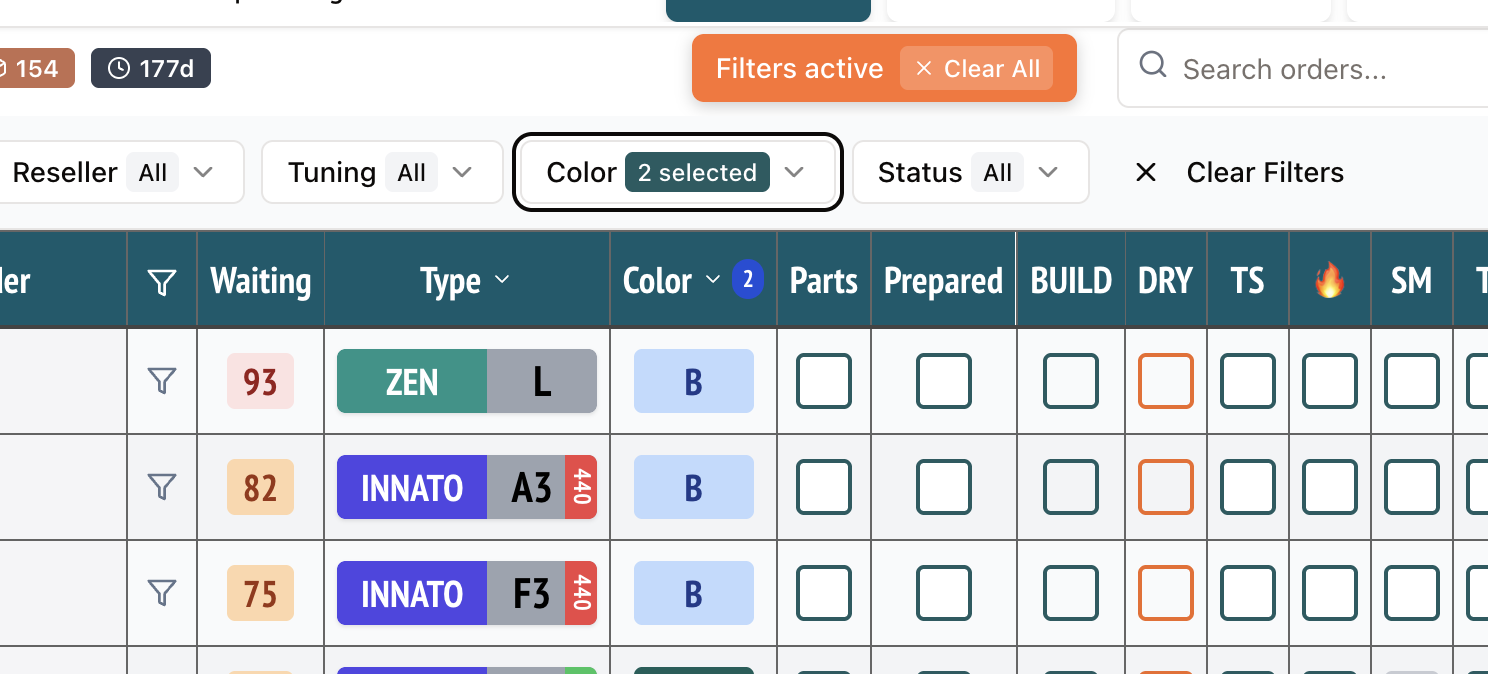 154 177d Filters active × Clear All Search orders...
Reseller All Tuning All Color 2 selected Status All × Clear Filters
Waiting Type Color 2 Parts Prepared BUILD DRY TS 🔥 SM
93 ZEN L B
82 INNATO A3 440 B
75 INNATO F3 440 B